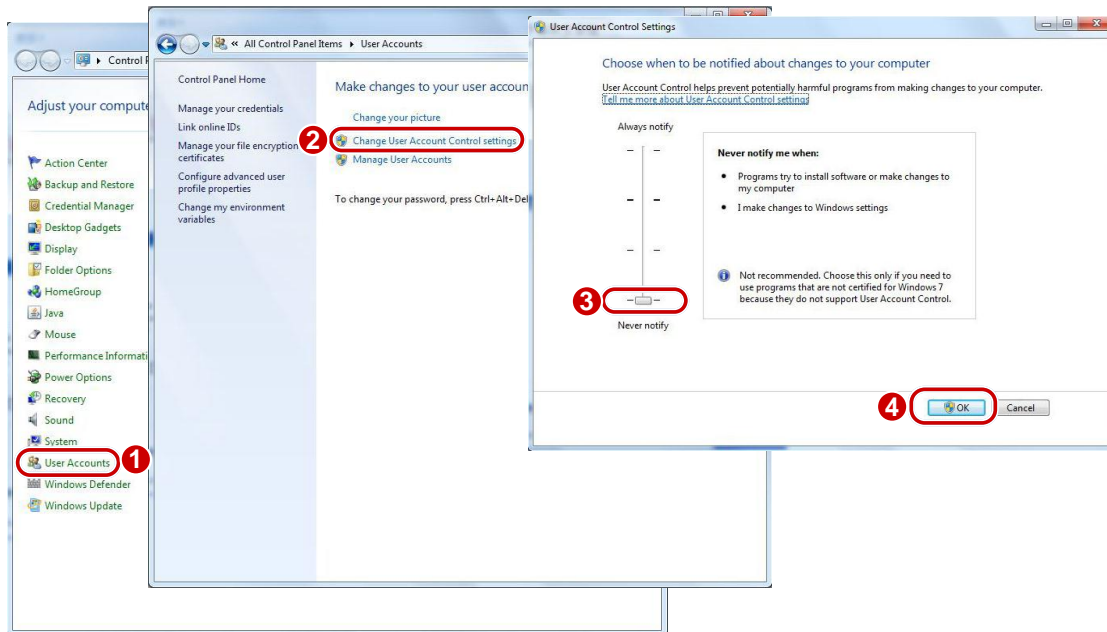 Control
Adjust your compute
Action Center
Backup and Restore
Credential Manager
Desktop Gadgets
Display
Folder Options
HomeGroup
Java
Mouse
Performance Informati
Power Options
Recovery
Sound
System
User Accounts
1
Windows Defender
Windows Update
« All Control Panel Items ▸ User Accounts
Control Panel Home
Manage your credentials
Link online IDs
Manage your file encryption
certificates
Configure advanced user
profile properties
Change my environment
variables
Make changes to your user accoun
Change your picture
2
Change User Account Control settings
Manage User Accounts
To change your password, press Ctrl+Alt+Del
User Account Control Settings
Choose when to be notified about changes to your computer
User Account Control helps prevent potentially harmful programs from making changes to your computer.
Tell me more about User Account Control settings
Always notify
3
Never notify
Never notify me when:
• Programs try to install software or make changes to
my computer
• I make changes to Windows settings
Not recommended. Choose this only if you need to
use programs that are not certified for Windows 7
because they do not support User Account Control.
4
OK
Cancel